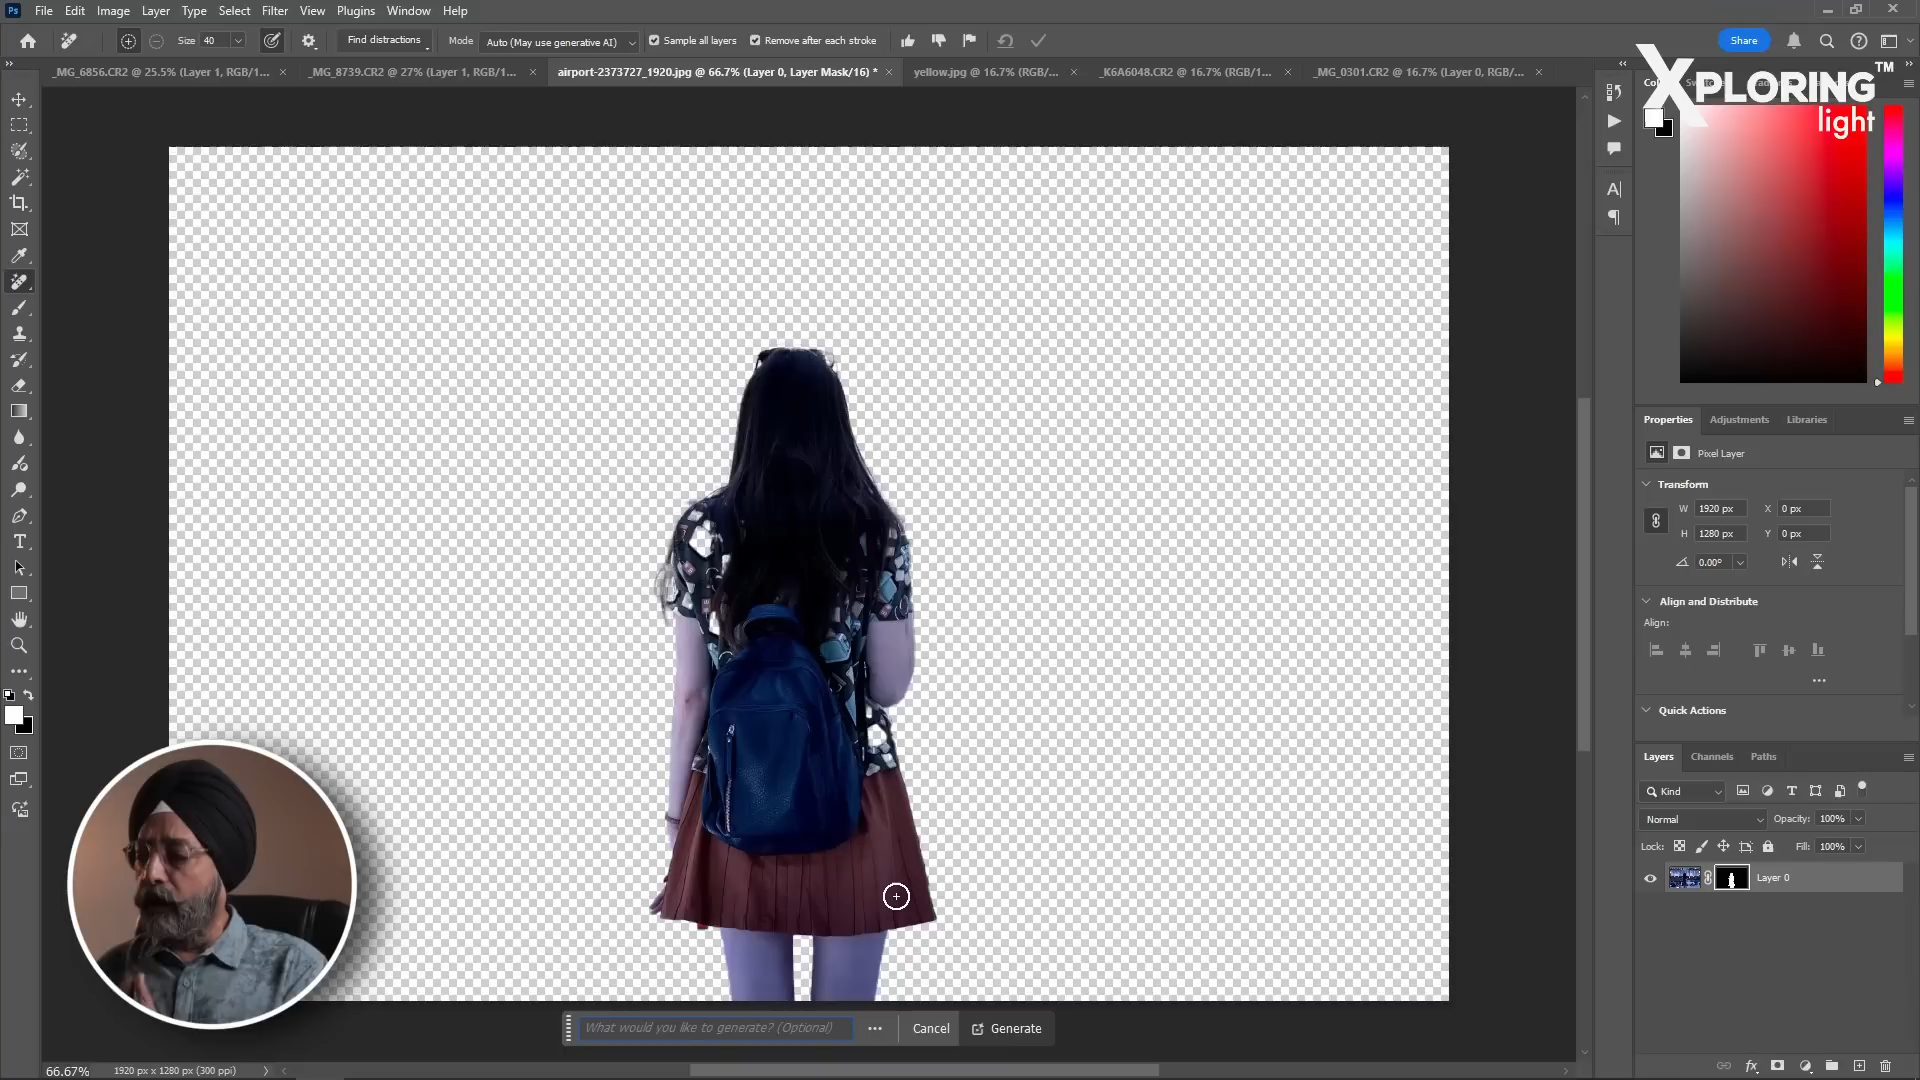 Ps File Edit Image Layer Type Select Filter View Plugins Window Help
Size 40 Find distractions Mode Auto (May use generative AI) Sample all layers Remove after each stroke Share
_MG_6856.CR2 @ 25.5% (Layer 1, RGB/1... _MG_8739.CR2 @ 27% (Layer 1, RGB/1... airport-2373727_1920.jpg @ 66.7% (Layer 0, Layer Mask/16) * yellow.jpg @ 16.7% (RGB/... _K6A6048.CR2 @ 16.7% (RGB/1... _MG_0301.CR2 @ 16.7% (Layer 0, RGB/...
XPLORING™
light
Properties Adjustments Libraries
Pixel Layer
Transform
W 1920 px X 0 px
H 1280 px Y 0 px
0.00°
Align and Distribute
Align:
Quick Actions
Layers Channels Paths
Kind
Normal Opacity: 100%
Lock: Fill: 100%
Layer 0
What would you like to generate? (Optional) Cancel Generate
66.67% 1920 px x 1280 px (300 ppi)